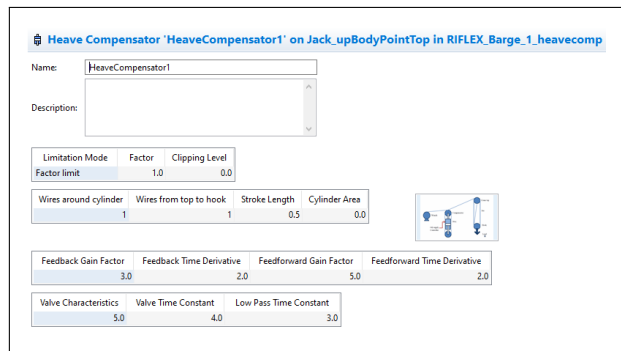 Heave Compensator 'HeaveCompensator1' on Jack_upBodyPointTop in RIFLEX_Barge_1_heavecomp
Name: HeaveCompensator1
Description:
Limitation Mode Factor Clipping Level
Factor limit 1.0 0.0
Wires around cylinder Wires from top to hook Stroke Length Cylinder Area
1 1 0.5 0.0
Feedback Gain Factor Feedback Time Derivative Feedforward Gain Factor Feedforward Time Derivative
3.0 2.0 5.0 2.0
Valve Characteristics Valve Time Constant Low Pass Time Constant
5.0 4.0 3.0